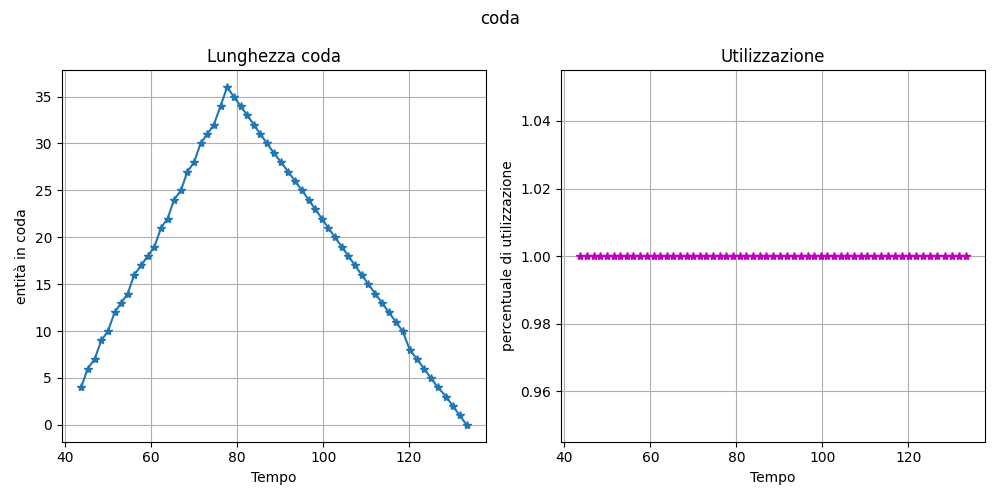 coda
Lunghezza coda
entità in coda
35
30
25
20
15
10
5
0
40 60 80 100 120
Tempo
Utilizzazione
percentuale di utilizzazione
1.04
1.02
1.00
0.98
0.96
40 60 80 100 120
Tempo